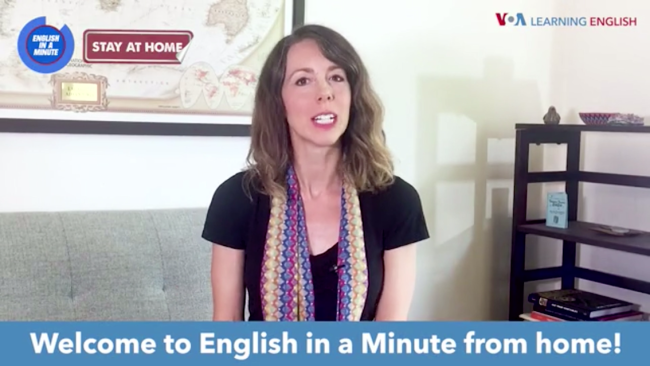 ENGLISH
IN A
MINUTE
STAY AT HOME
VOA LEARNING ENGLISH
Welcome to English in a Minute from home!